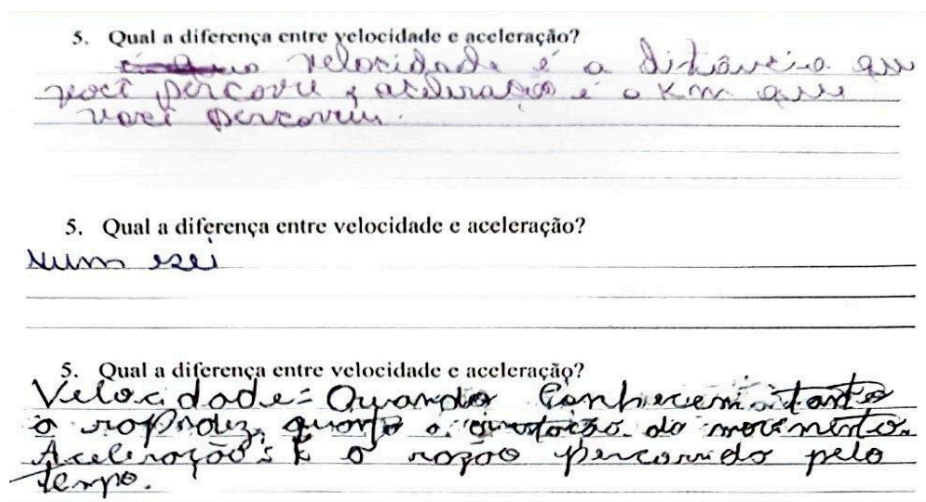 5. Qual a diferença entre velocidade e aceleração?
velocidade é a distância que
você percorre e aceleração é o Km que
você percorreu.
5. Qual a diferença entre velocidade e aceleração?
Num sei
5. Qual a diferença entre velocidade e aceleração?
Velocidade = Quando Conhecemos tanto
a rapidez, quanto a orientação do movimento.
Aceleração: É a razão percorrido pelo
tempo.